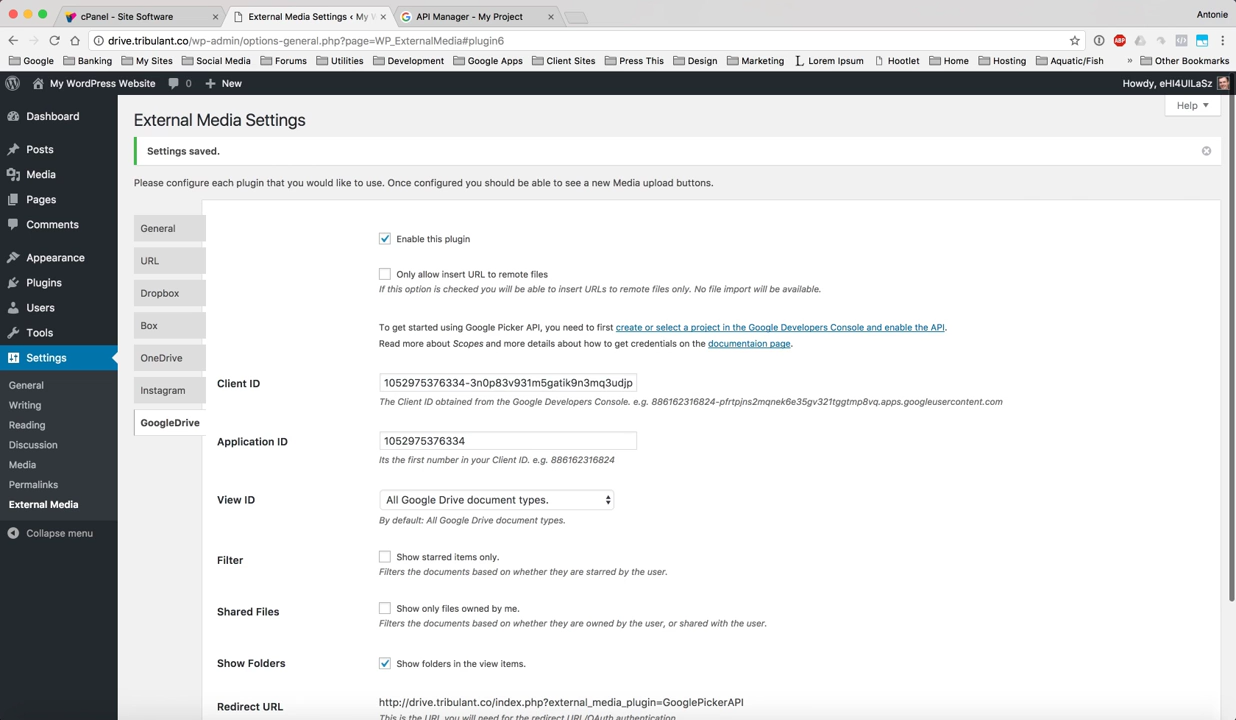 cPanel - Site Software
External Media Settings ‹ My W
API Manager - My Project
Antonie
drive.tribulant.co/wp-admin/options-general.php?page=WP_ExternalMedia#plugin6
ABP
Google Banking My Sites Social Media Forums Utilities Development Google Apps Client Sites Press This Design Marketing Lorem Ipsum Hootlet Home Hosting Aquatic/Fish » Other Bookmarks
My WordPress Website 0 + New Howdy, eHI4UILaSz
Help
Dashboard
Posts
Media
Pages
Comments
Appearance
Plugins
Users
Tools
Settings
General
Writing
Reading
Discussion
Media
Permalinks
External Media
Collapse menu
External Media Settings
Settings saved.
Please configure each plugin that you would like to use. Once configured you should be able to see a new Media upload buttons.
General
URL
Dropbox
Box
OneDrive
Instagram
GoogleDrive
Enable this plugin
Only allow insert URL to remote files
If this option is checked you will be able to insert URLs to remote files only. No file import will be available.
To get started using Google Picker API, you need to first create or select a project in the Google Developers Console and enable the API.
Read more about Scopes and more details about how to get credentials on the documentaion page.
Client ID
1052975376334-3n0p83v931m5gatik9n3mq3udjp
The Client ID obtained from the Google Developers Console. e.g. 886162316824-pfrtpjns2mqnek6e35gv321tggtmp8vq.apps.googleusercontent.com
Application ID
1052975376334
Its the first number in your Client ID. e.g. 886162316824
View ID
All Google Drive document types.
By default: All Google Drive document types.
Filter
Show starred items only.
Filters the documents based on whether they are starred by the user.
Shared Files
Show only files owned by me.
Filters the documents based on whether they are owned by the user, or shared with the user.
Show Folders
Show folders in the view items.
Redirect URL
http://drive.tribulant.co/index.php?external_media_plugin=GooglePickerAPI
This is the URL you will need for the redirect URL/OAuth authentication